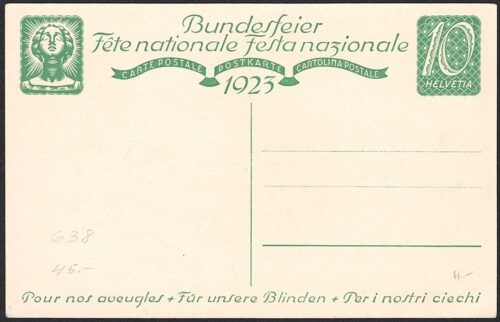 Bundesfeier
Fête nationale Festa nazionale
CARTE POSTALE POSTKARTE CARTOLINA POSTALE
1923
10
HELVETIA
638
45.-
H.-
Pour nos aveugles + Für unsere Blinden + Per i nostri ciechi